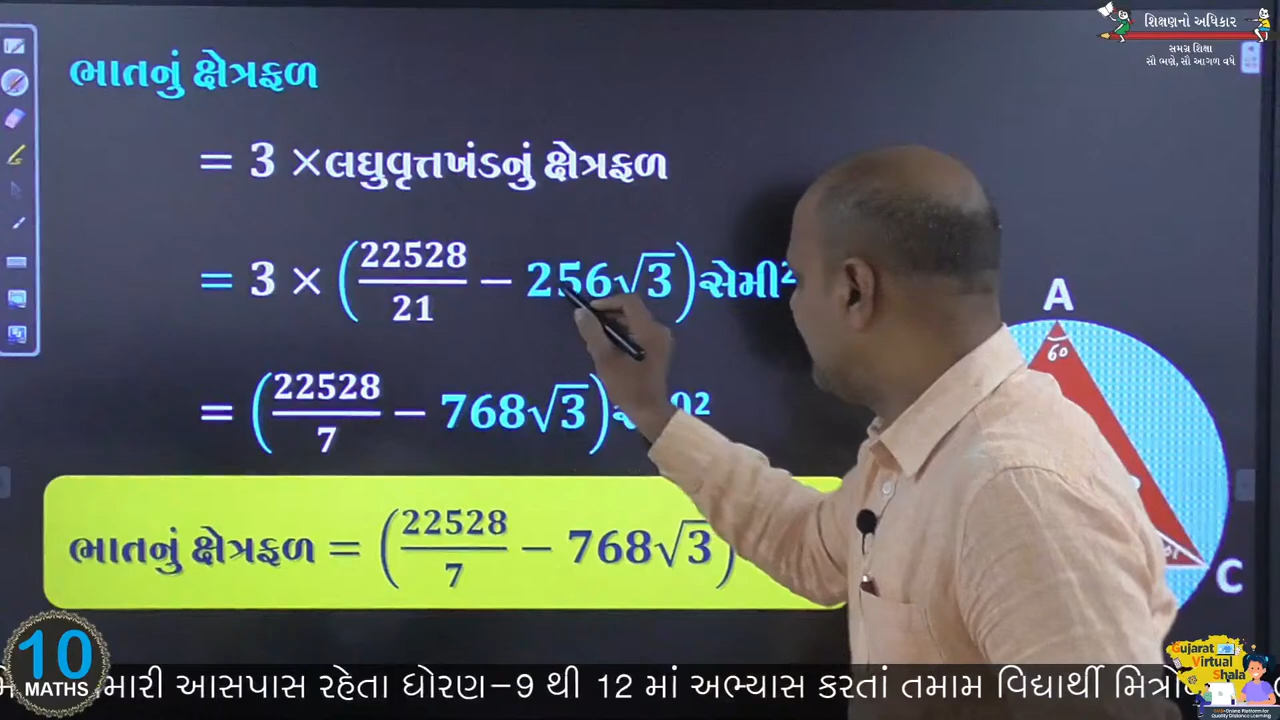 શિક્ષણનો અધિકાર
સમગ્ર શિક્ષા
સૌ ભણે, સૌ આગળ વધે
ભાતનું ક્ષેત્રફળ
= 3 ×લઘુવૃત્તખંડનું ક્ષેત્રફળ
= 3 × (22528/21 − 256√3)સેમી²
= (22528/7 − 768√3) ²
ભાતનું ક્ષેત્રફળ = (22528/7 − 768√3)
A
60
C
10
MATHS
મારી આસપાસ રહેતા ધોરણ–9 થી 12 માં અભ્યાસ કરતાં તમામ વિદ્યાર્થી
Gujarat
Virtual
Shala